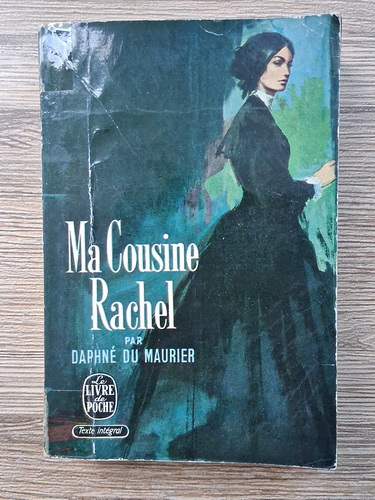 Ma Cousine
Rachel
PAR
DAPHNÉ DU MAURIER
Le
LIVRE
de
POCHE
Texte intégral